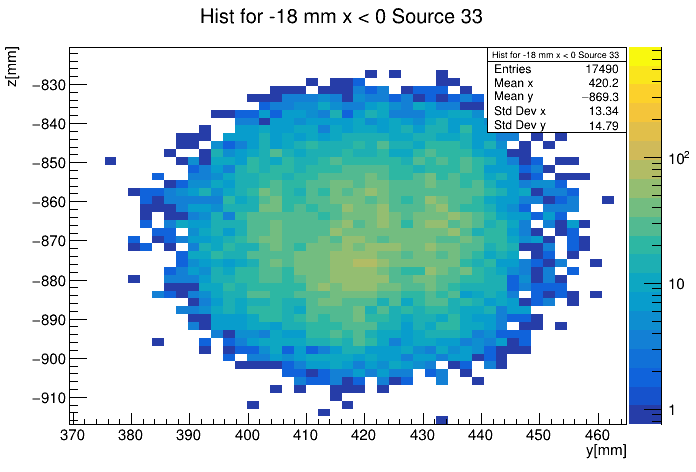 Hist for -18 mm x < 0 Source 33
z[mm]
Hist for -18 mm x < 0 Source 33
Entries 17490
Mean x 420.2
Mean y −869.3
Std Dev x 13.34
Std Dev y 14.79
−830
−840
−850
−860
−870
−880
−890
−900
−910
10²
10
1
370 380 390 400 410 420 430 440 450 460
y[mm]